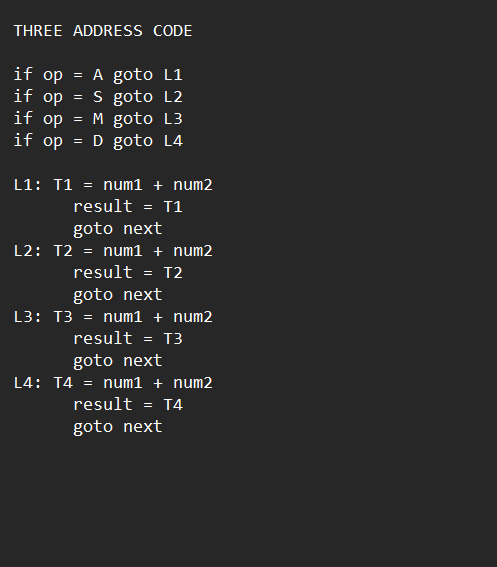 THREE ADDRESS CODE
if op = A goto L1
if op = S goto L2
if op = M goto L3
if op = D goto L4
L1: T1 = num1 + num2
result = T1
goto next
L2: T2 = num1 + num2
result = T2
goto next
L3: T3 = num1 + num2
result = T3
goto next
L4: T4 = num1 + num2
result = T4
goto next